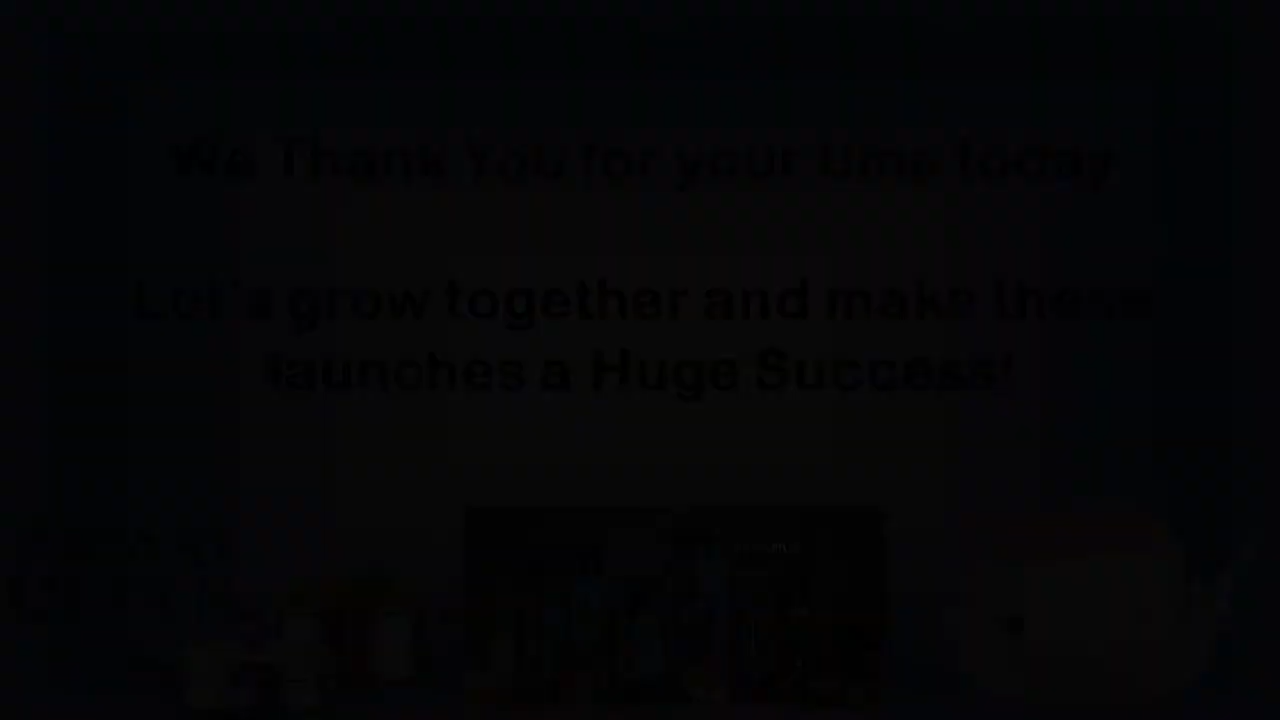 We Thank You for your time today
Let's grow together and make these
launches a Huge Success!